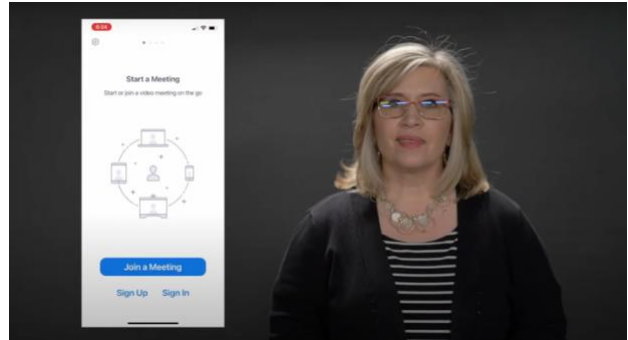 Start a Meeting
Start or join a video meeting on the go
Join a Meeting
Sign Up Sign In